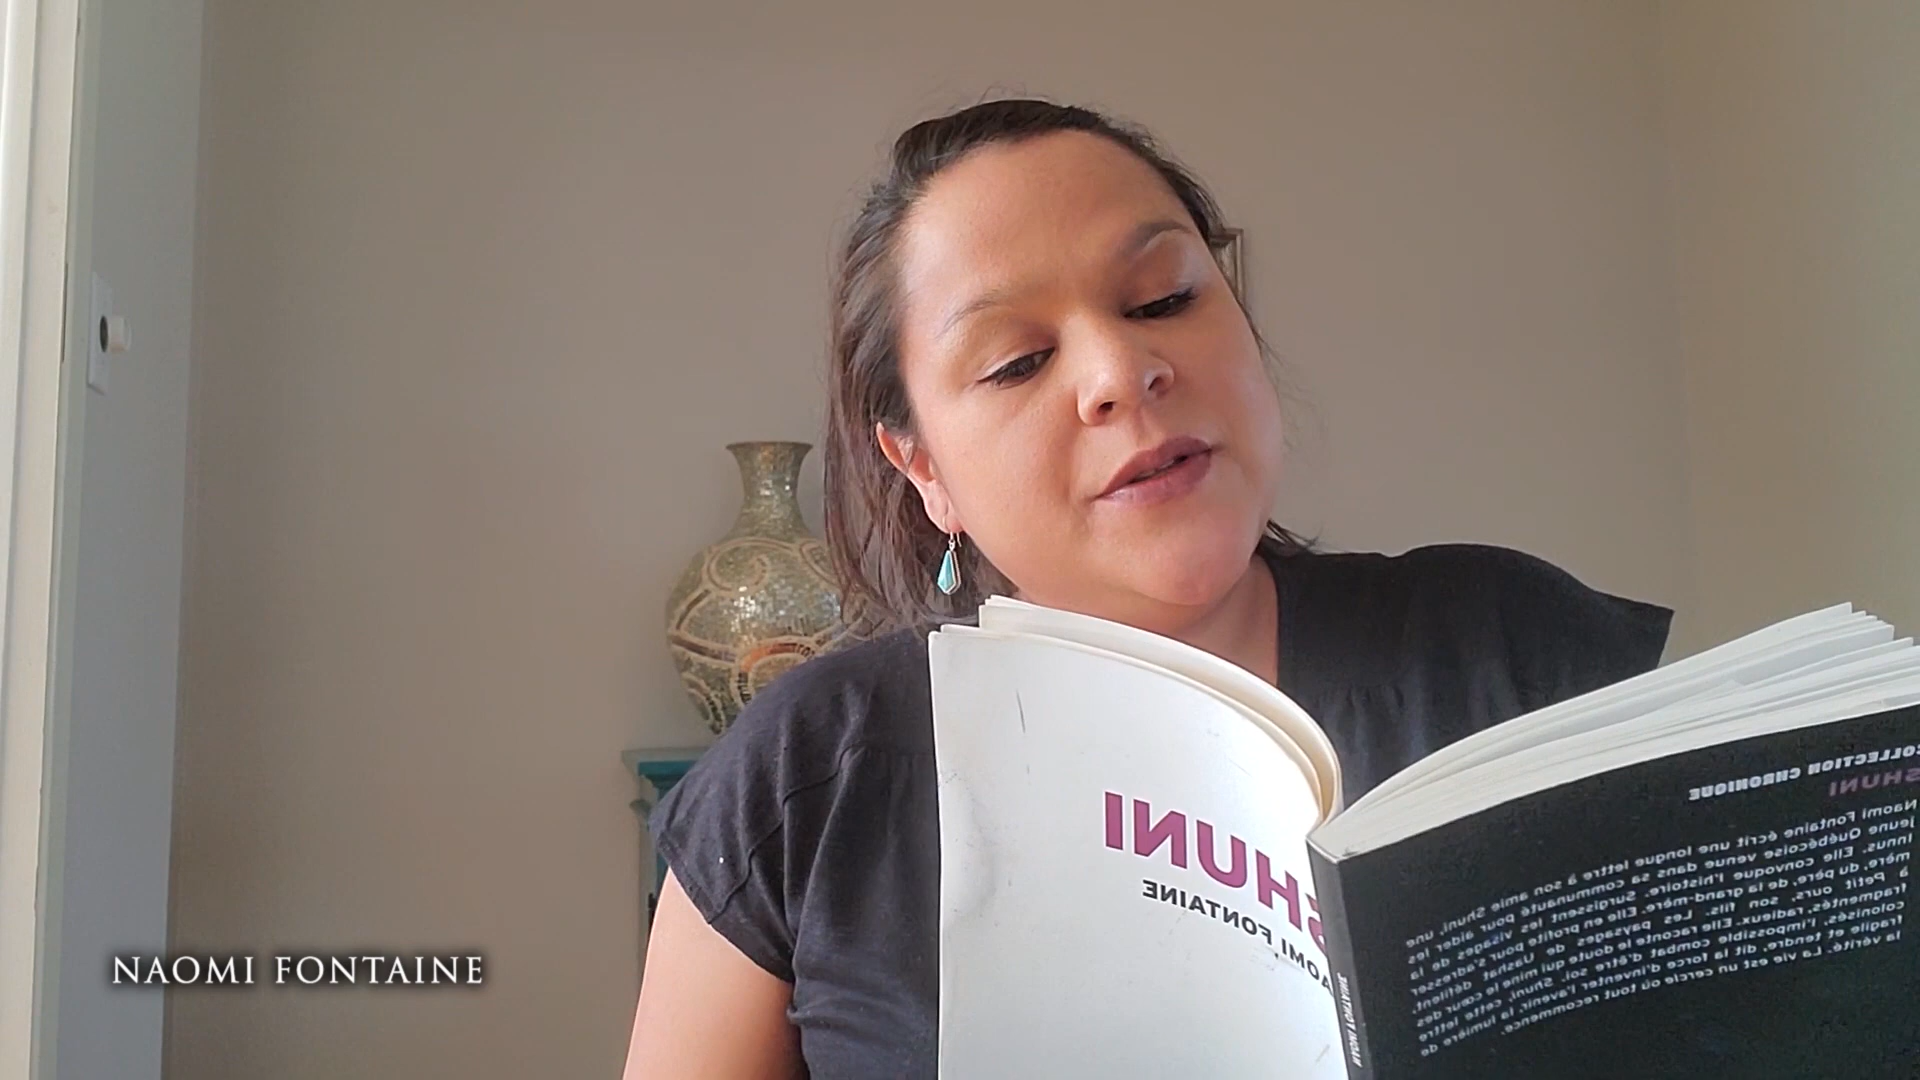 NAOMI FONTAINE
SHUNI
NAOMI FONTAINE
COLLECTION CHRONIQUE
SHUNI
Naomi Fontaine écrit une longue lettre à son amie Shuni, une
jeune Québécoise venue dans sa communauté pour aider les
Innus. Elle convoque l'histoire. Surgissent les visages de la
mère, du père, de la grand-mère. Elle en profite pour s'adresser
à Petit ours, son fils. Les paysages de Uashat défilent,
fragmentés, radieux. Elle raconte le doute qui mine le cœur des
colonisés, l'impossible combat d'être soi. Shuni, cette lettre
fragile et tendre, dit la force d'inventer l'avenir, la lumière de
la vérité. La vie est un cercle où tout recommence.